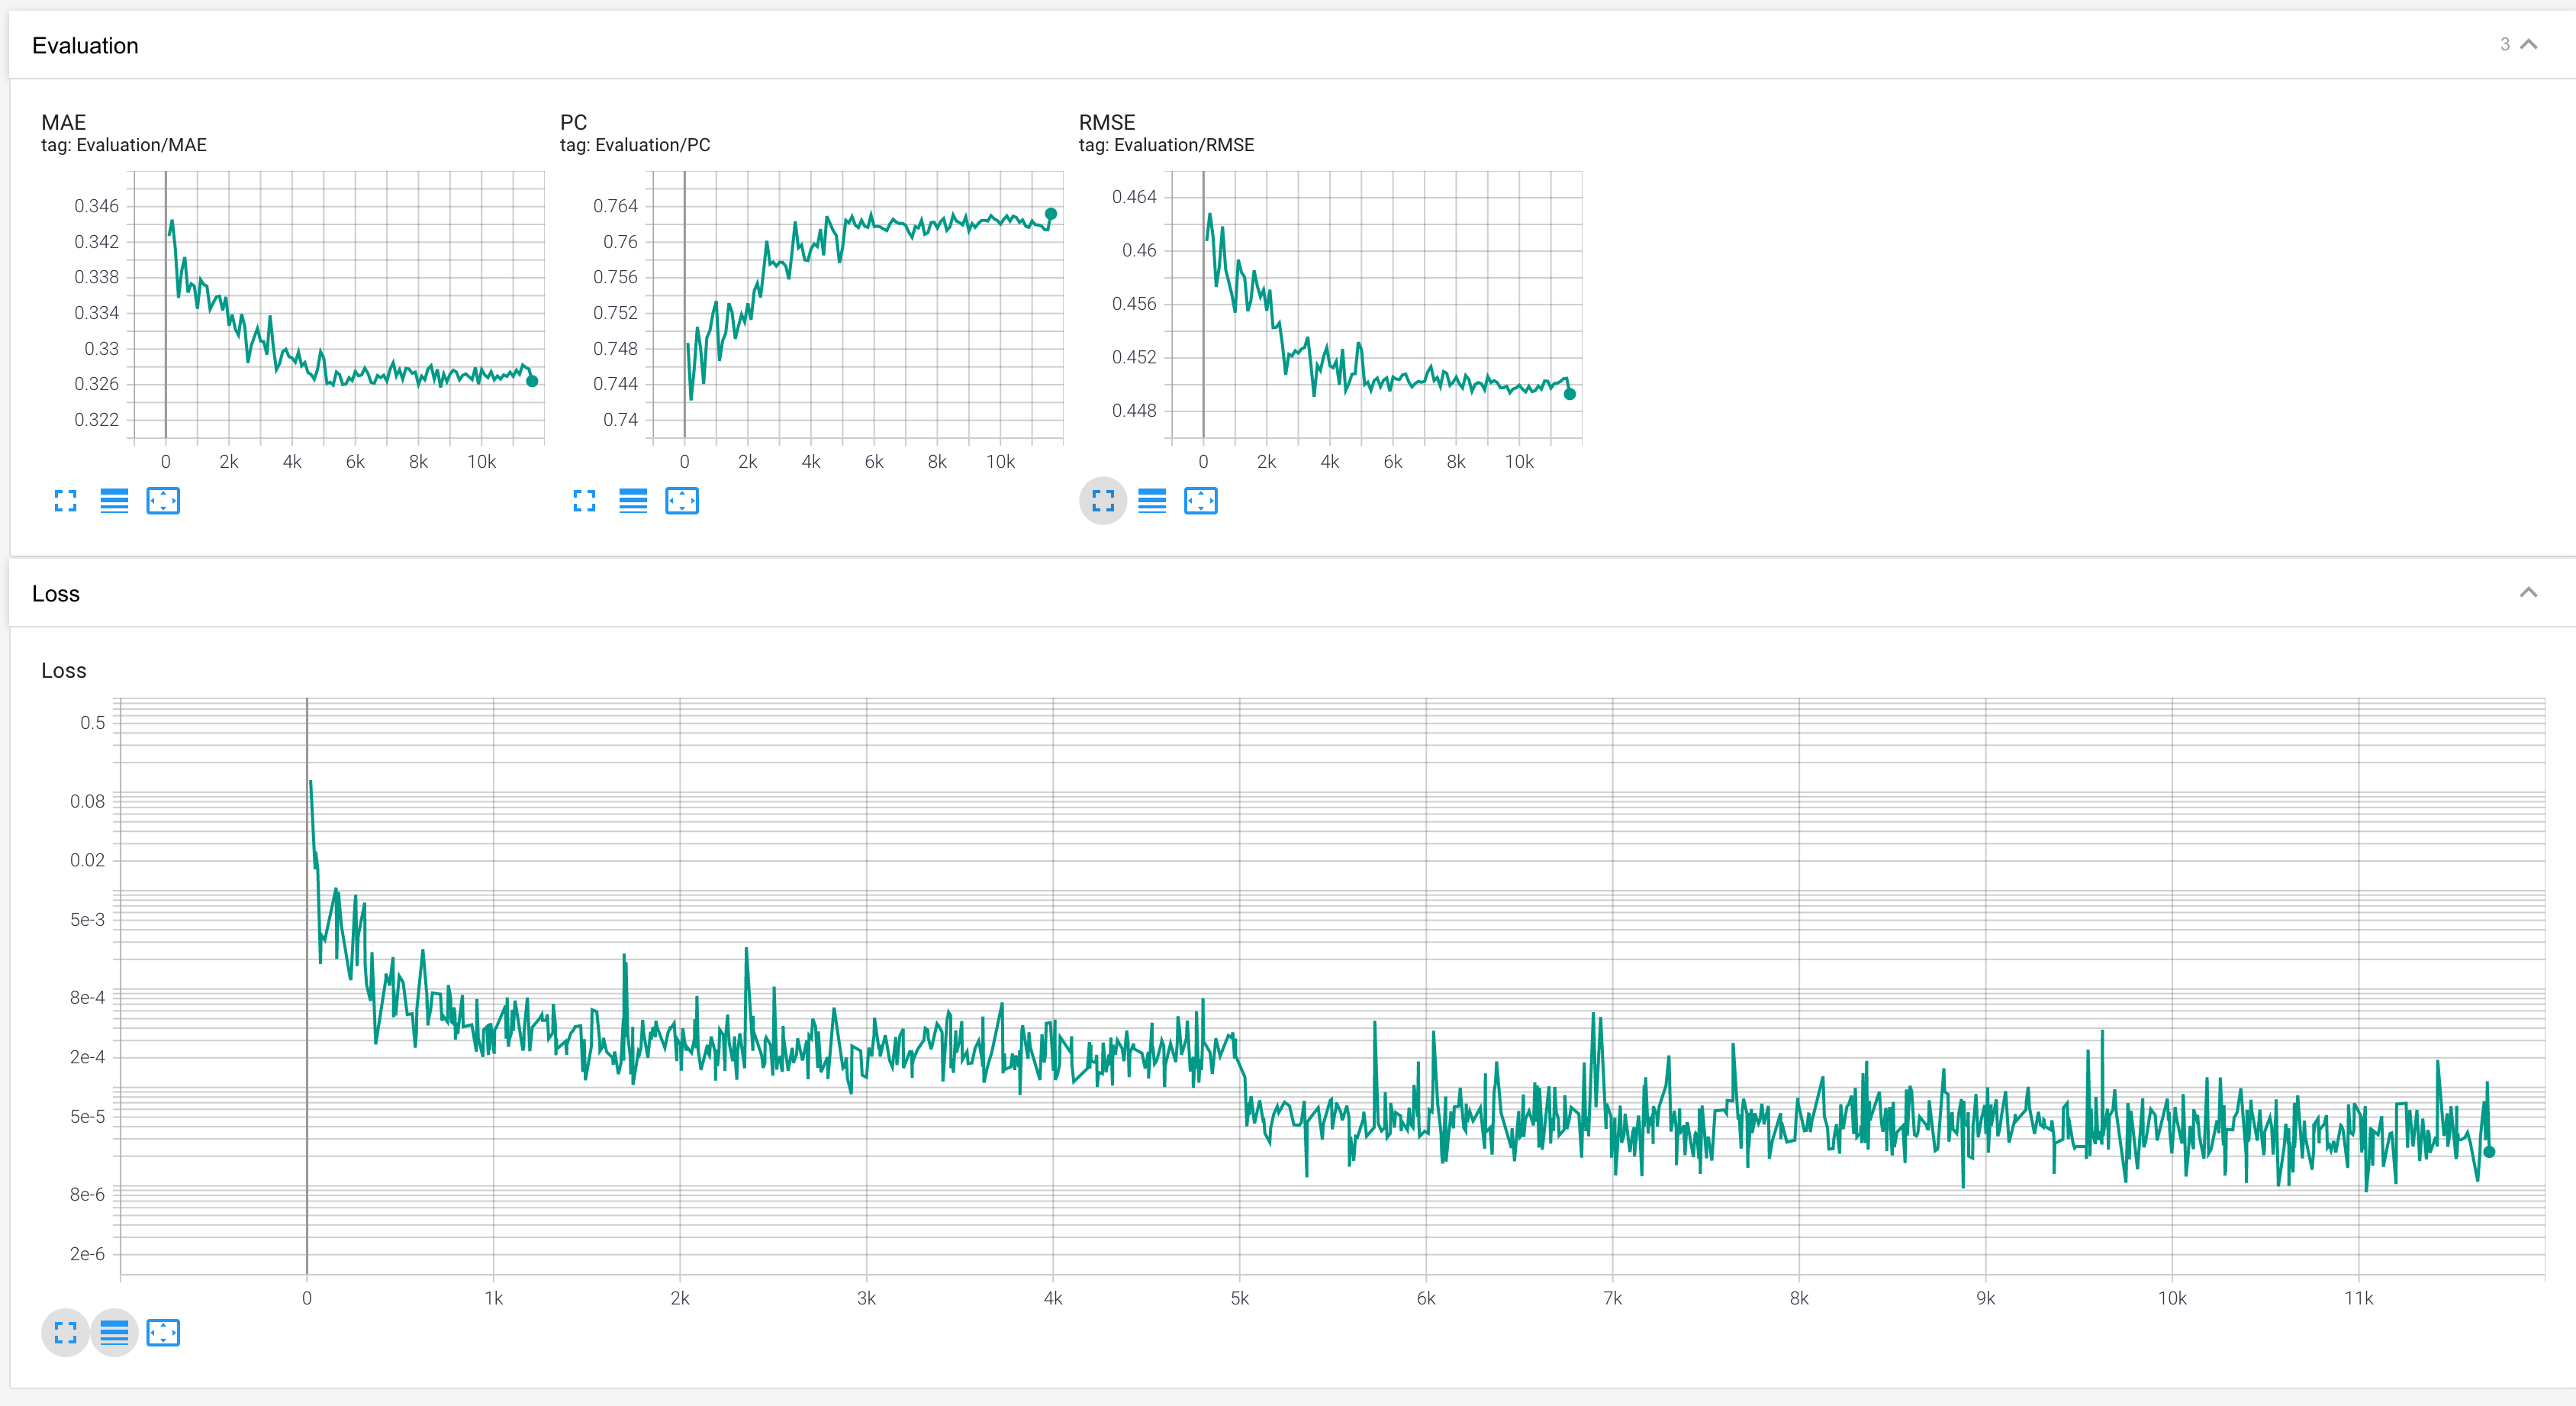 Evaluation
3
MAE
tag: Evaluation/MAE
0.346
0.342
0.338
0.334
0.33
0.326
0.322
0 2k 4k 6k 8k 10k
PC
tag: Evaluation/PC
0.764
0.76
0.756
0.752
0.748
0.744
0.74
0 2k 4k 6k 8k 10k
RMSE
tag: Evaluation/RMSE
0.464
0.46
0.456
0.452
0.448
0 2k 4k 6k 8k 10k
Loss
Loss
0.5
0.08
0.02
5e-3
8e-4
2e-4
5e-5
8e-6
2e-6
0 1k 2k 3k 4k 5k 6k 7k 8k 9k 10k 11k